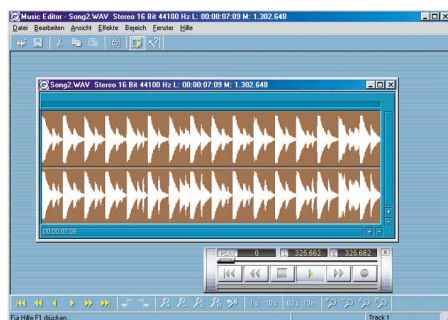 Music Editor - Song2.WAV Stereo 16 Bit 44100 Hz L: 00:00:07:09 M: 1.302.648
Datei Bearbeiten Ansicht Effekte Bereich Fenster Hilfe
Song2.WAV Stereo 16 Bit 44100 Hz L: 00:00:07:09 M: 1.302.648
00:00:07:09
PLAY 0 L 325.662 325.662
1s 10s 60s 10m
Für Hilfe F1 drücken. Track 1